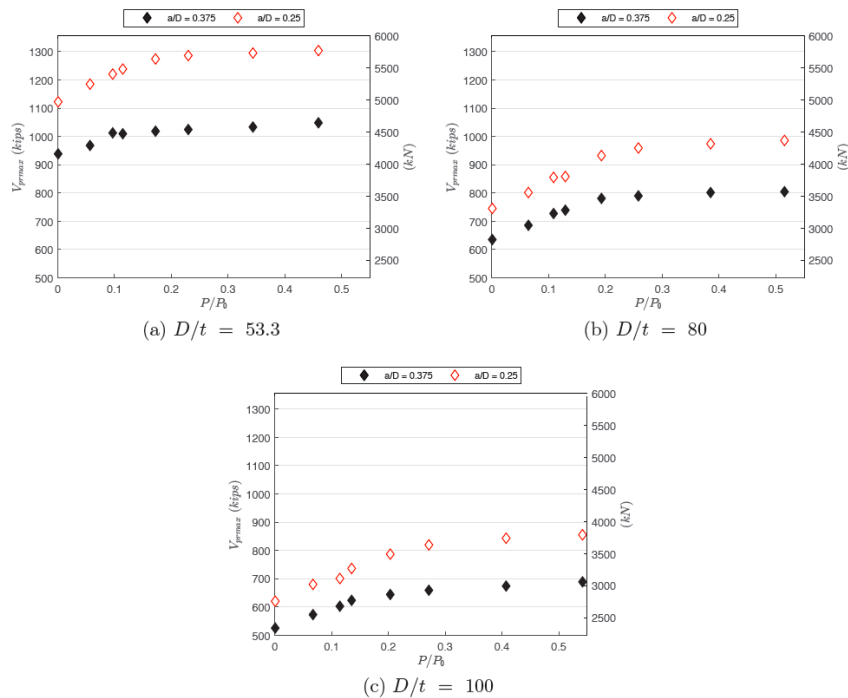 a/D = 0.375 a/D = 0.25
1300
1200
1100
1000
900
800
700
600
500
V_prmax (kips)
6000
5500
5000
4500
4000
3500
3000
2500
(kN)
0 0.1 0.2 0.3 0.4 0.5
P/P_0
(a) D/t = 53.3
a/D = 0.375 a/D = 0.25
1300
1200
1100
1000
900
800
700
600
500
V_prmax (kips)
6000
5500
5000
4500
4000
3500
3000
2500
(kN)
0 0.1 0.2 0.3 0.4 0.5
P/P_0
(b) D/t = 80
a/D = 0.375 a/D = 0.25
1300
1200
1100
1000
900
800
700
600
500
V_prmax (kips)
6000
5500
5000
4500
4000
3500
3000
2500
(kN)
0 0.1 0.2 0.3 0.4 0.5
P/P_0
(c) D/t = 100